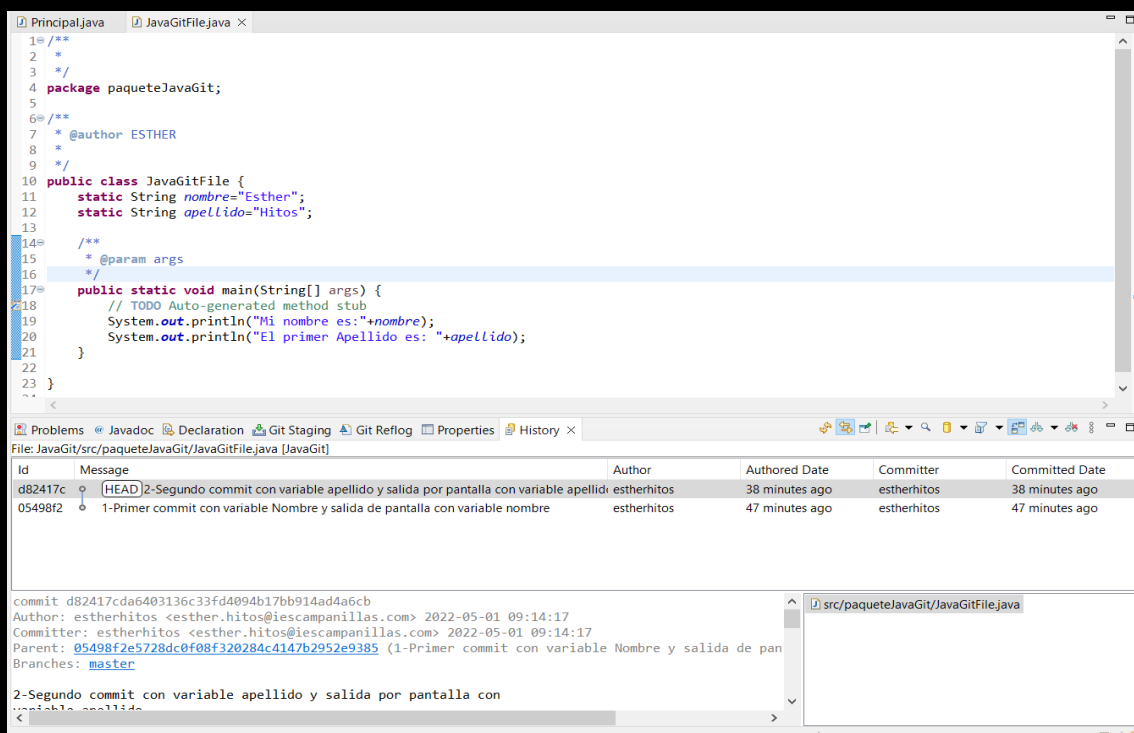 Principal.java JavaGitFile.java
1 /**
2 *
3 */
4 package paqueteJavaGit;
5
6 /**
7 * @author ESTHER
8 *
9 */
10 public class JavaGitFile {
11 static String nombre="Esther";
12 static String apellido="Hitos";
13
14 /**
15 * @param args
16 */
17 public static void main(String[] args) {
18 // TODO Auto-generated method stub
19 System.out.println("Mi nombre es:"+nombre);
20 System.out.println("El primer Apellido es: "+apellido);
21 }
22
23 }
Problems Javadoc Declaration Git Staging Git Reflog Properties History
File: JavaGit/src/paqueteJavaGit/JavaGitFile.java [JavaGit]
Id Message Author Authored Date Committer Committed Date
d82417c HEAD 2-Segundo commit con variable apellido y salida por pantalla con variable apellid estherhitos 38 minutes ago estherhitos 38 minutes ago
05498f2 1-Primer commit con variable Nombre y salida de pantalla con variable nombre estherhitos 47 minutes ago estherhitos 47 minutes ago
commit d82417cda6403136c33fd4094b17bb914ad4a6cb
Author: estherhitos <esther.hitos@iescampanillas.com> 2022-05-01 09:14:17
Committer: estherhitos <esther.hitos@iescampanillas.com> 2022-05-01 09:14:17
Parent: 05498f2e5728dc0f08f320284c4147b2952e9385 (1-Primer commit con variable Nombre y salida de pan
Branches: master
2-Segundo commit con variable apellido y salida por pantalla con
variable apellido
src/paqueteJavaGit/JavaGitFile.java